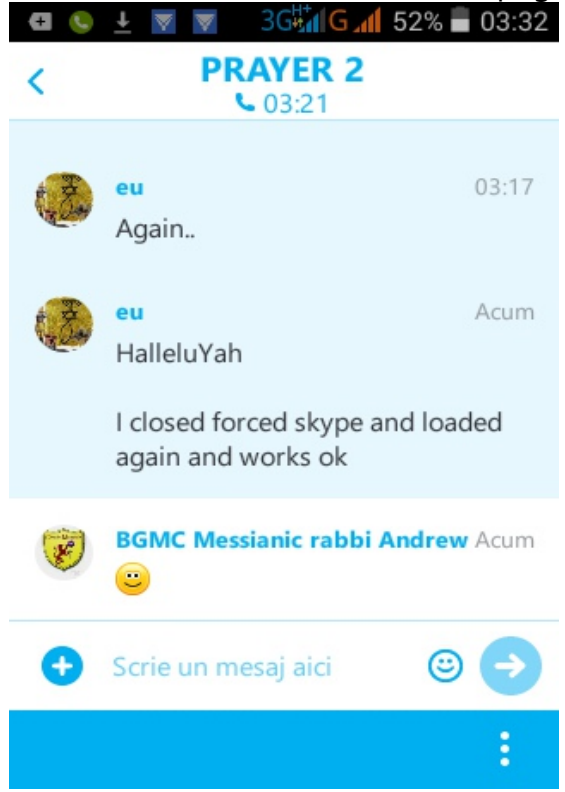 3G H+ G 52% 03:32
PRAYER 2
03:21
eu 03:17
Again..
eu Acum
HalleluYah
I closed forced skype and loaded
again and works ok
BGMC Messianic rabbi Andrew Acum
Scrie un mesaj aici